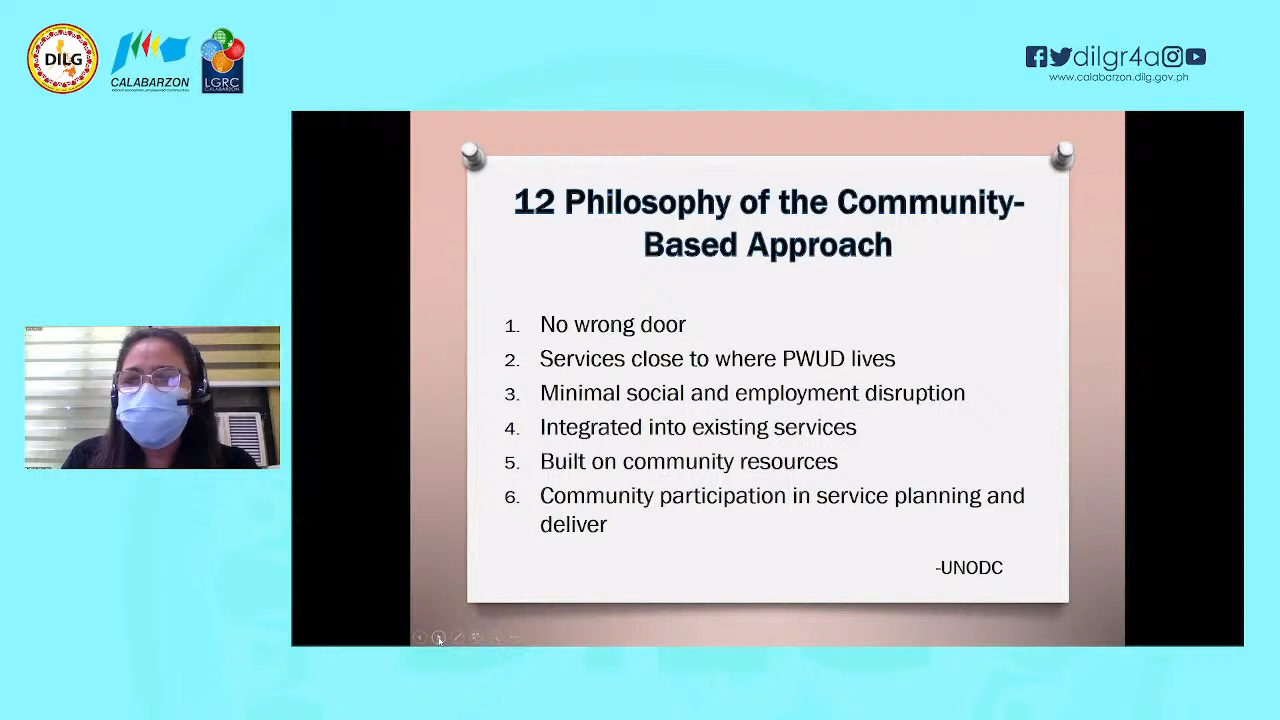 DILG
CALABARZON
LGRC
CALABARZON
dilgr4a
www.calabarzon.dilg.gov.ph
12 Philosophy of the Community-
Based Approach
1. No wrong door
2. Services close to where PWUD lives
3. Minimal social and employment disruption
4. Integrated into existing services
5. Built on community resources
6. Community participation in service planning and
deliver
-UNODC